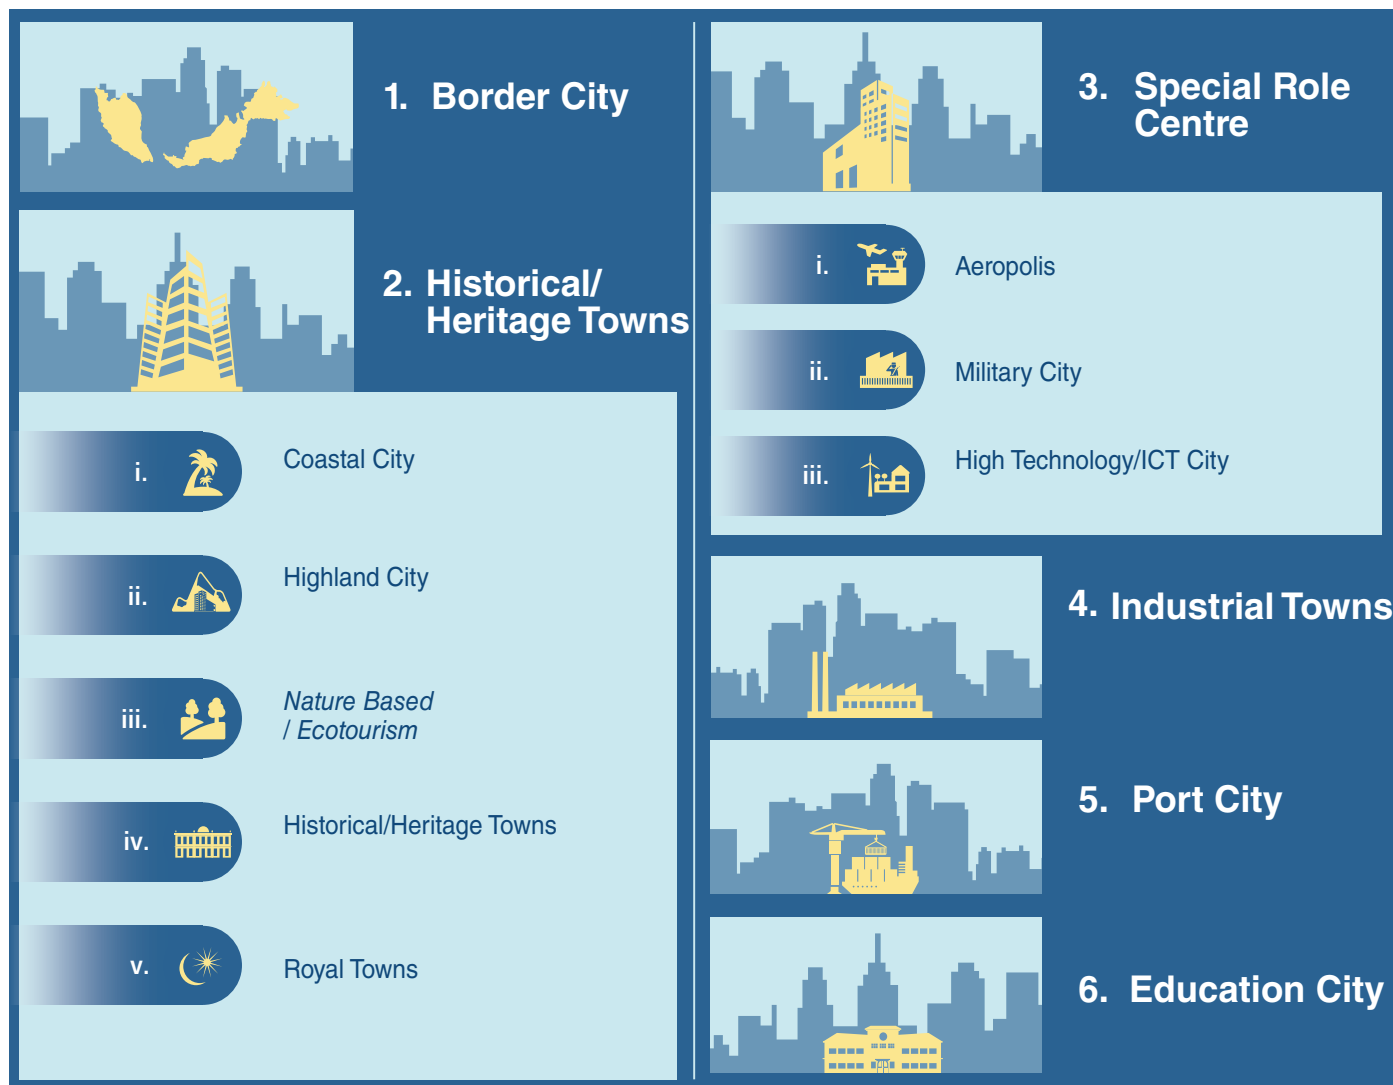 1. Border City
2. Historical/
Heritage Towns
i. Coastal City
ii. Highland City
iii. Nature Based
/ Ecotourism
iv. Historical/Heritage Towns
v. Royal Towns
3. Special Role
Centre
i. Aeropolis
ii. Military City
iii. High Technology/ICT City
4. Industrial Towns
5. Port City
6. Education City